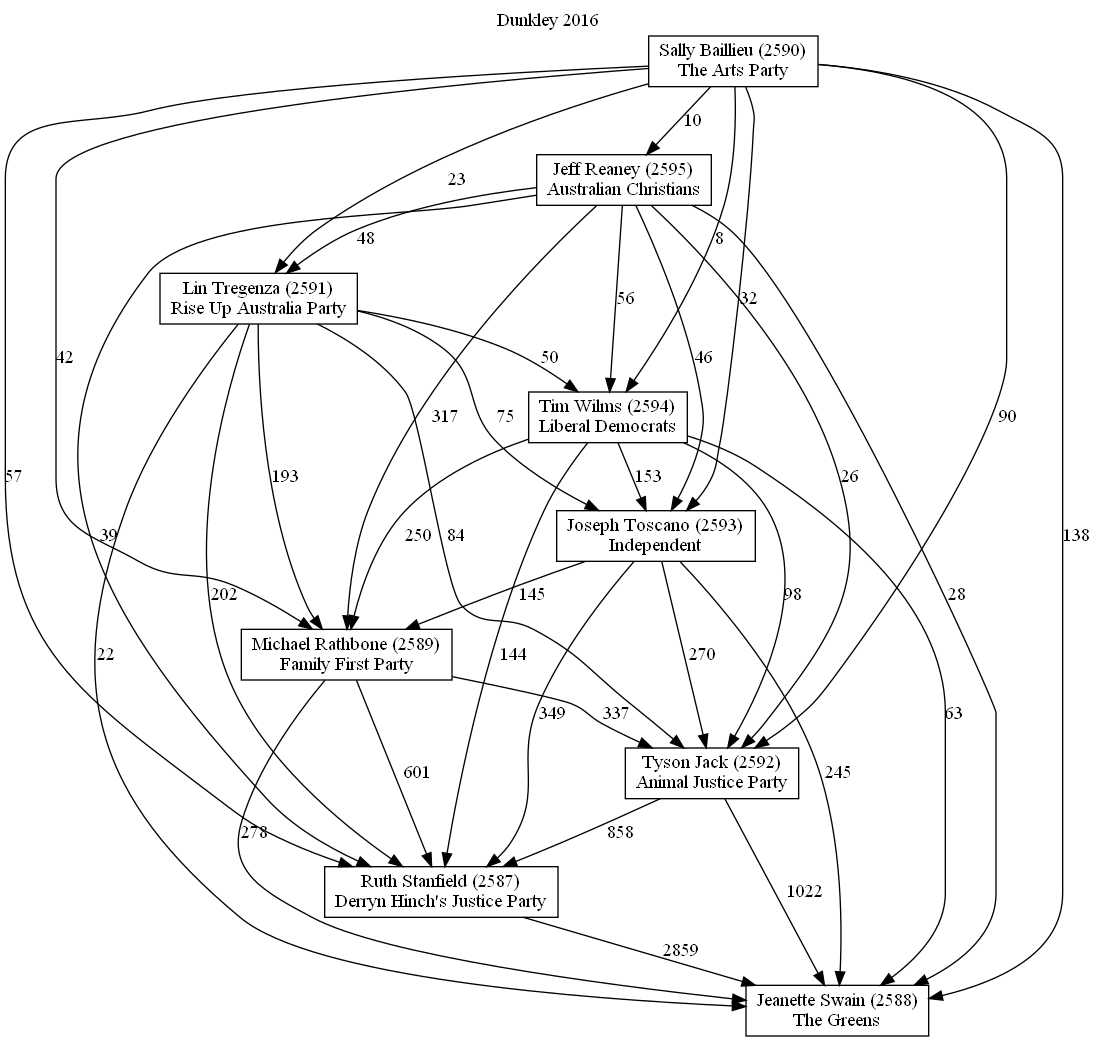 Dunkley 2016
Sally Baillieu (2590)
The Arts Party
10
Jeff Reaney (2595)
Australian Christians
23
48
8
Lin Tregenza (2591)
Rise Up Australia Party
56
32
42
50
46
Tim Wilms (2594)
Liberal Democrats
317
75
90
57
193
153
26
Joseph Toscano (2593)
Independent
39
250
84
138
202
145
98
28
Michael Rathbone (2589)
Family First Party
22
144
270
349
337
63
Tyson Jack (2592)
Animal Justice Party
601
245
278
858
Ruth Stanfield (2587)
Derryn Hinch's Justice Party
1022
2859
Jeanette Swain (2588)
The Greens